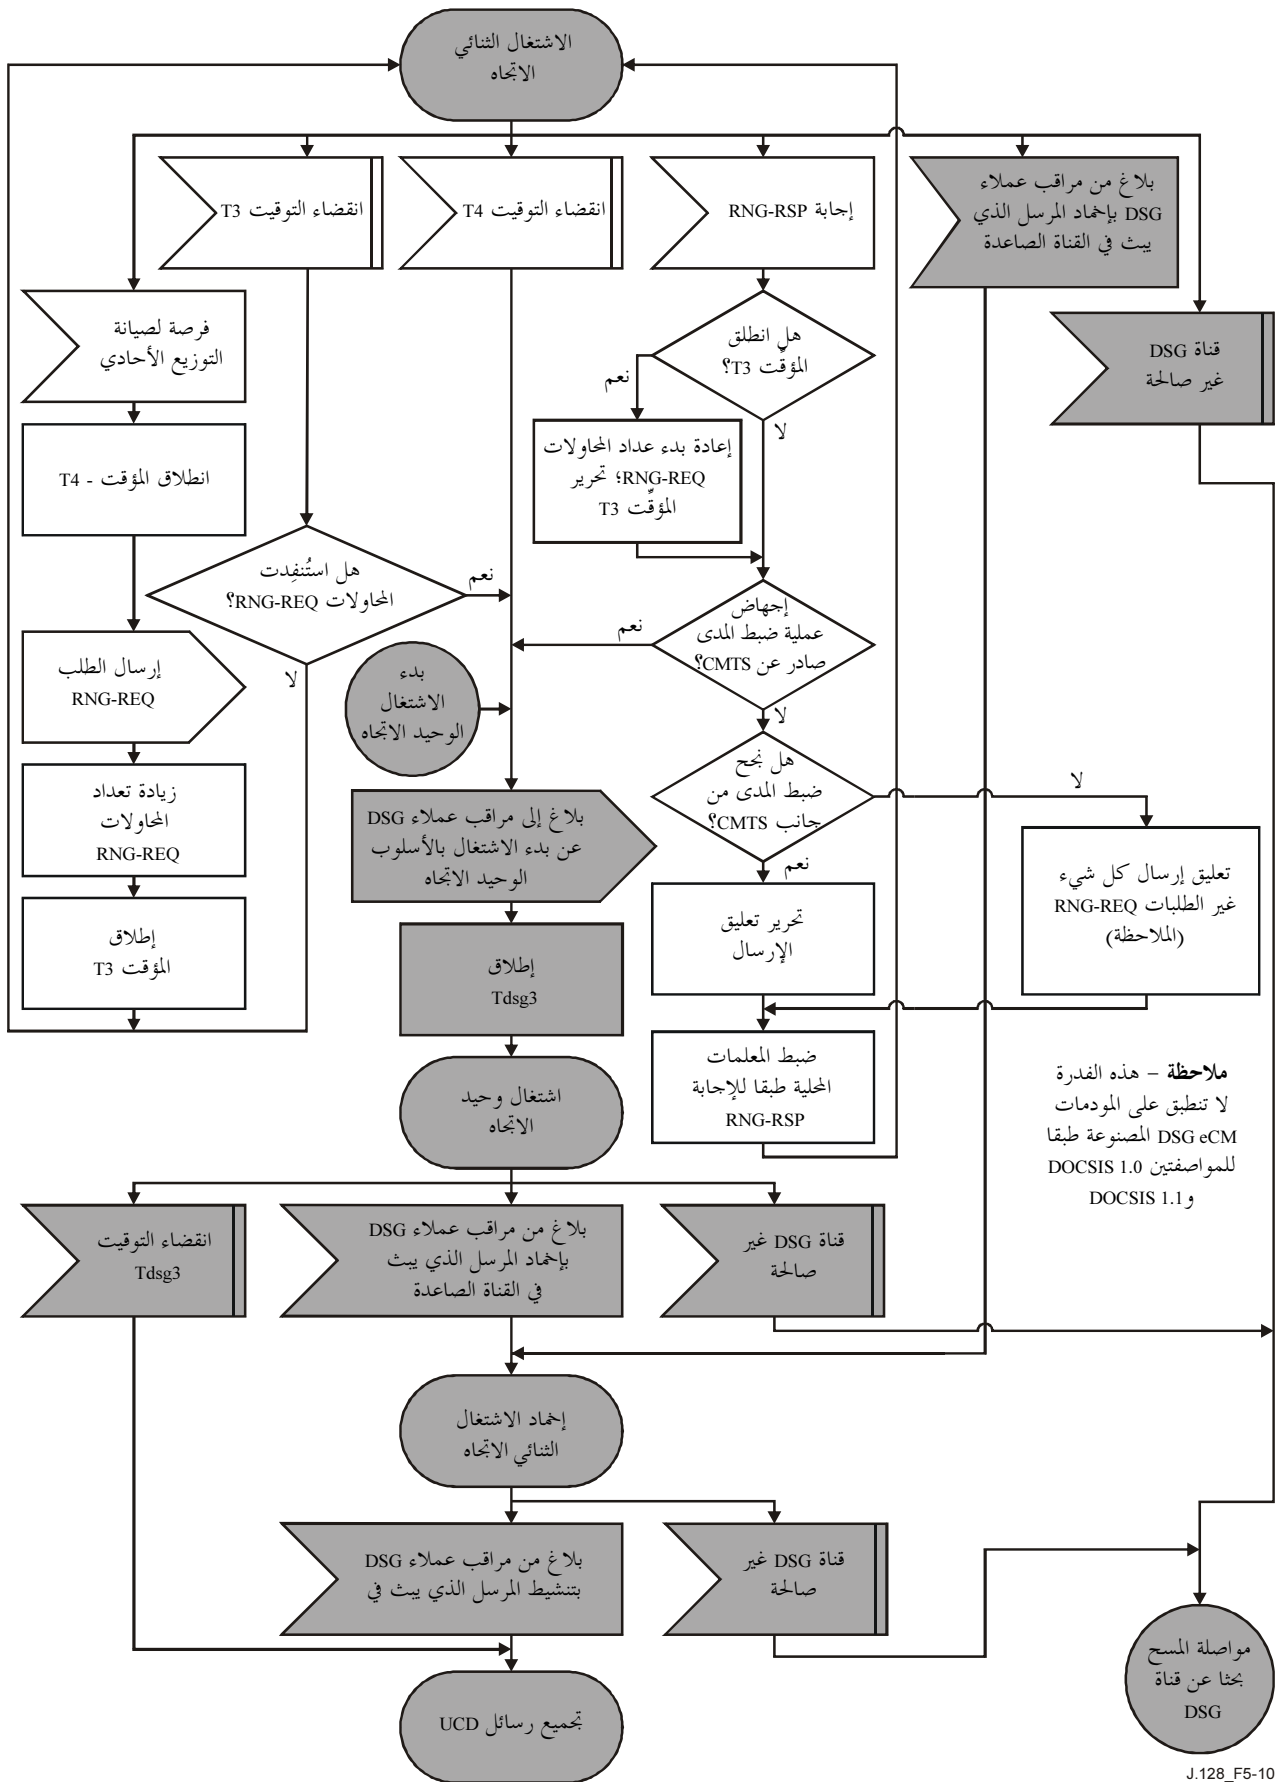 الاشتغال الثنائي
الاتجاه
انقضاء التوقيت T3
انقضاء التوقيت T4
إجابة RNG-RSP
بلاغ من مراقب عملاء
DSG بإخماد المرسل الذي
يبث في القناة الصاعدة
فرصة لصيانة
التوزيع الأحادي
هل انطلق
المؤقِّت T3؟
قناة DSG
غير صالحة
نعم
لا
انطلاق المؤقت - T4
إعادة بدء عداد المحاولات
RNG-REQ؛ تحرير
المؤقِّت T3
هل استُنفِدت
المحاولات RNG-REQ؟
نعم
لا
إجهاض
عملية ضبط المدى
صادر عن CMTS؟
نعم
لا
إرسال الطلب
RNG-REQ
بدء
الاشتغال
الوحيد الاتجاه
هل نجح
ضبط المدى من
جانب CMTS؟
لا
نعم
زيادة تعداد
المحاولات
RNG-REQ
بلاغ إلى مراقب عملاء DSG
عن بدء الاشتغال بالأسلوب
الوحيد الاتجاه
تعليق إرسال كل شيء
غير الطلبات RNG-REQ
(الملاحظة)
تحرير تعليق
الإرسال
إطلاق
المؤقت T3
إطلاق
Tdsg3
ضبط المعلمات
المحلية طبقا للإجابة
RNG-RSP
اشتغال وحيد
الاتجاه
ملاحظة – هذه الفدرة
لا تنطبق على المودمات
DSG eCM المصنوعة طبقا
للمواصفتين DOCSIS 1.0
وDOCSIS 1.1
انقضاء التوقيت
Tdsg3
بلاغ من مراقب عملاء DSG
بإخماد المرسل الذي يبث
في القناة الصاعدة
قناة DSG غير
صالحة
إخماد الاشتغال
الثنائي الاتجاه
بلاغ من مراقب عملاء DSG
بتنشيط المرسل الذي يبث في
قناة DSG غير
صالحة
مواصلة المسح
بحثا عن قناة
DSG
تجميع رسائل UCD
J.128_F5-10